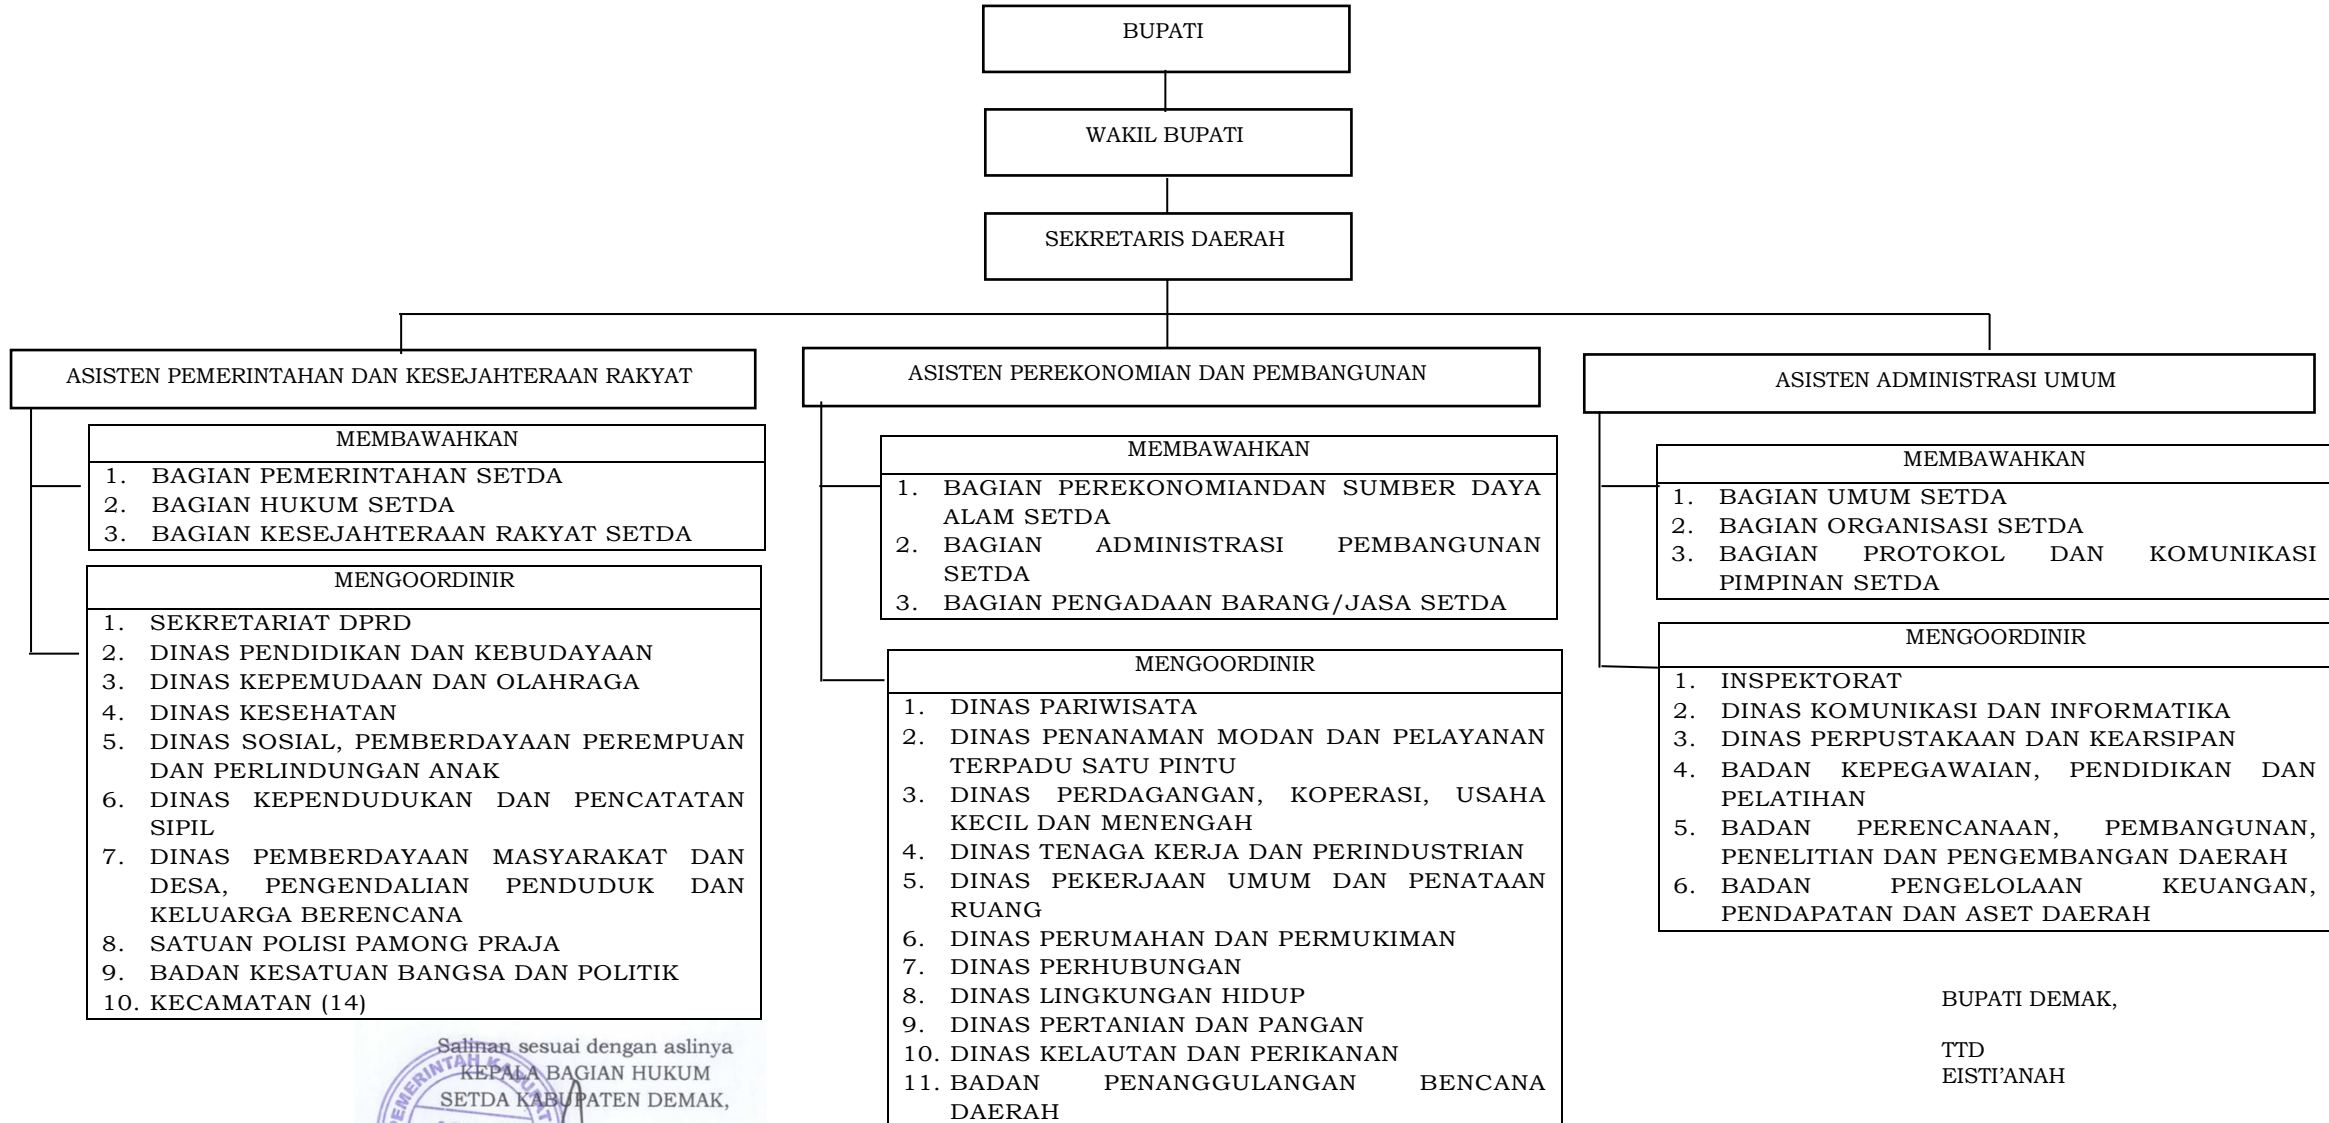 BUPATI
WAKIL BUPATI
SEKRETARIS DAERAH
ASISTEN PEMERINTAHAN DAN KESEJAHTERAAN RAKYAT
MEMBAWAHKAN
1. BAGIAN PEMERINTAHAN SETDA
2. BAGIAN HUKUM SETDA
3. BAGIAN KESEJAHTERAAN RAKYAT SETDA
MENGOORDINIR
1. SEKRETARIAT DPRD
2. DINAS PENDIDIKAN DAN KEBUDAYAAN
3. DINAS KEPEMUDAAN DAN OLAHRAGA
4. DINAS KESEHATAN
5. DINAS SOSIAL, PEMBERDAYAAN PEREMPUAN
DAN PERLINDUNGAN ANAK
6. DINAS KEPENDUDUKAN DAN PENCATATAN
SIPIL
7. DINAS PEMBERDAYAAN MASYARAKAT DAN
DESA, PENGENDALIAN PENDUDUK DAN
KELUARGA BERENCANA
8. SATUAN POLISI PAMONG PRAJA
9. BADAN KESATUAN BANGSA DAN POLITIK
10. KECAMATAN (14)
Salinan sesuai dengan aslinya
KEPALA BAGIAN HUKUM
SETDA KABUPATEN DEMAK,
ASISTEN PEREKONOMIAN DAN PEMBANGUNAN
MEMBAWAHKAN
1. BAGIAN PEREKONOMIANDAN SUMBER DAYA
ALAM SETDA
2. BAGIAN ADMINISTRASI PEMBANGUNAN
SETDA
3. BAGIAN PENGADAAN BARANG/JASA SETDA
MENGOORDINIR
1. DINAS PARIWISATA
2. DINAS PENANAMAN MODAN DAN PELAYANAN
TERPADU SATU PINTU
3. DINAS PERDAGANGAN, KOPERASI, USAHA
KECIL DAN MENENGAH
4. DINAS TENAGA KERJA DAN PERINDUSTRIAN
5. DINAS PEKERJAAN UMUM DAN PENATAAN
RUANG
6. DINAS PERUMAHAN DAN PERMUKIMAN
7. DINAS PERHUBUNGAN
8. DINAS LINGKUNGAN HIDUP
9. DINAS PERTANIAN DAN PANGAN
10. DINAS KELAUTAN DAN PERIKANAN
11. BADAN PENANGGULANGAN BENCANA
DAERAH
ASISTEN ADMINISTRASI UMUM
MEMBAWAHKAN
1. BAGIAN UMUM SETDA
2. BAGIAN ORGANISASI SETDA
3. BAGIAN PROTOKOL DAN KOMUNIKASI
PIMPINAN SETDA
MENGOORDINIR
1. INSPEKTORAT
2. DINAS KOMUNIKASI DAN INFORMATIKA
3. DINAS PERPUSTAKAAN DAN KEARSIPAN
4. BADAN KEPEGAWAIAN, PENDIDIKAN DAN
PELATIHAN
5. BADAN PERENCANAAN, PEMBANGUNAN,
PENELITIAN DAN PENGEMBANGAN DAERAH
6. BADAN PENGELOLAAN KEUANGAN,
PENDAPATAN DAN ASET DAERAH
BUPATI DEMAK,
TTD
EISTI'ANAH